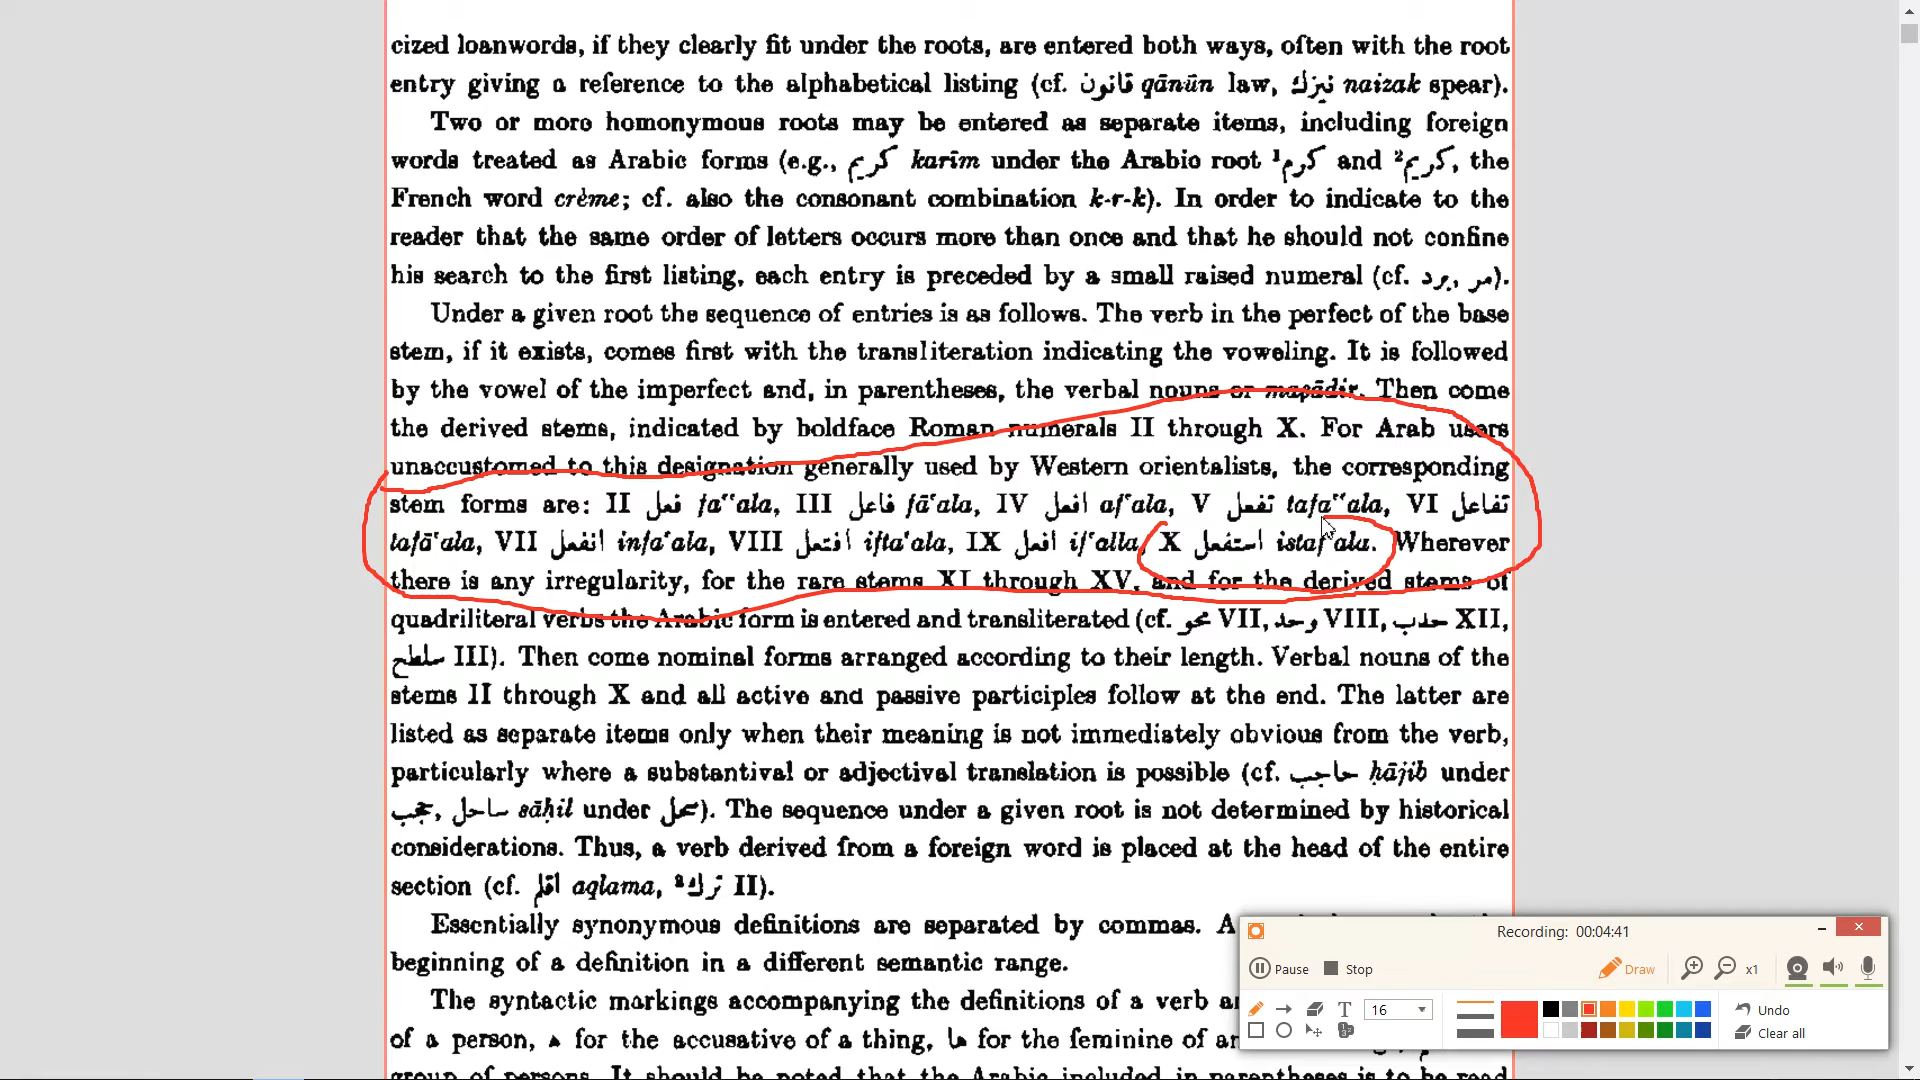 cized loanwords, if they clearly fit under the roots, are entered both ways, often with the root
entry giving a reference to the alphabetical listing (cf. قانون qānūn law, نيزك naizak spear).
Two or more homonymous roots may be entered as separate items, including foreign
words treated as Arabic forms (e.g., كريم karīm under the Arabic root ¹كرم and ²كريم, the
French word crème; cf. also the consonant combination k-r-k). In order to indicate to the
reader that the same order of letters occurs more than once and that he should not confine
his search to the first listing, each entry is preceded by a small raised numeral (cf. مر, برد).
Under a given root the sequence of entries is as follows. The verb in the perfect of the base
stem, if it exists, comes first with the transliteration indicating the voweling. It is followed
by the vowel of the imperfect and, in parentheses, the verbal nouns or maṣādir. Then come
the derived stems, indicated by boldface Roman numerals II through X. For Arab users
unaccustomed to this designation generally used by Western orientalists, the corresponding
stem forms are: II فعل fa‘‘ala, III فاعل fā‘ala, IV افعل af‘ala, V تفعل tafa‘‘ala, VI تفاعل
tafā‘ala, VII انفعل infa‘ala, VIII افتعل ifta‘ala, IX افعل if‘alla, X استفعل istaf‘ala. Wherever
there is any irregularity, for the rare stems XI through XV, and for the derived stems of
quadriliteral verbs the Arabic form is entered and transliterated (cf. محو VII, وحد VIII, حدب XII,
سلطح III). Then come nominal forms arranged according to their length. Verbal nouns of the
stems II through X and all active and passive participles follow at the end. The latter are
listed as separate items only when their meaning is not immediately obvious from the verb,
particularly where a substantival or adjectival translation is possible (cf. حاجب ḥājib under
حجب, ساحل sāḥil under سحل). The sequence under a given root is not determined by historical
considerations. Thus, a verb derived from a foreign word is placed at the head of the entire
section (cf. اقلم aqlama, ²ترك II).
Essentially synonymous definitions are separated by commas. A
beginning of a definition in a different semantic range.
The syntactic markings accompanying the definitions of a verb
of a person, ه for the accusative of a thing, ها for the feminine of
group of persons. It should be noted that the Arabic included in parentheses is to be read
Recording: 00:04:41
Pause Stop Draw x1
T 16 Undo
Clear all